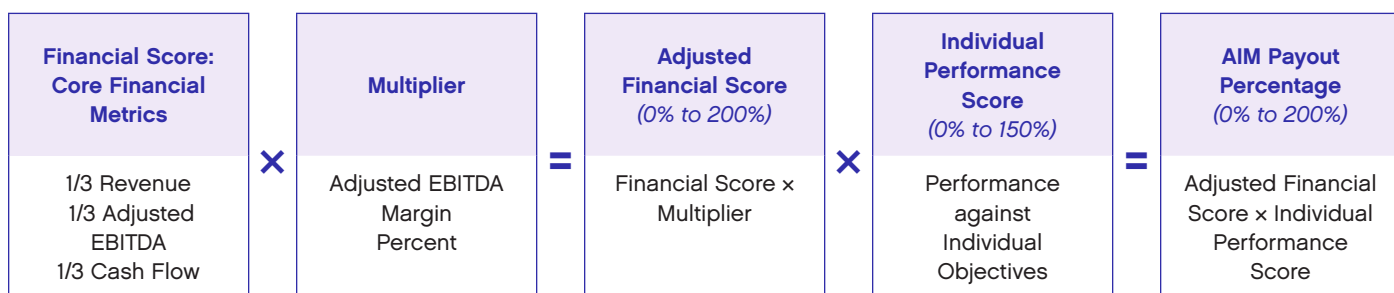 Financial Score:
Core Financial
Metrics
1/3 Revenue
1/3 Adjusted
EBITDA
1/3 Cash Flow
×
Multiplier
Adjusted EBITDA
Margin
Percent
=
Adjusted
Financial Score
(0% to 200%)
Financial Score ×
Multiplier
×
Individual
Performance
Score
(0% to 150%)
Performance
against
Individual
Objectives
=
AIM Payout
Percentage
(0% to 200%)
Adjusted Financial
Score × Individual
Performance
Score